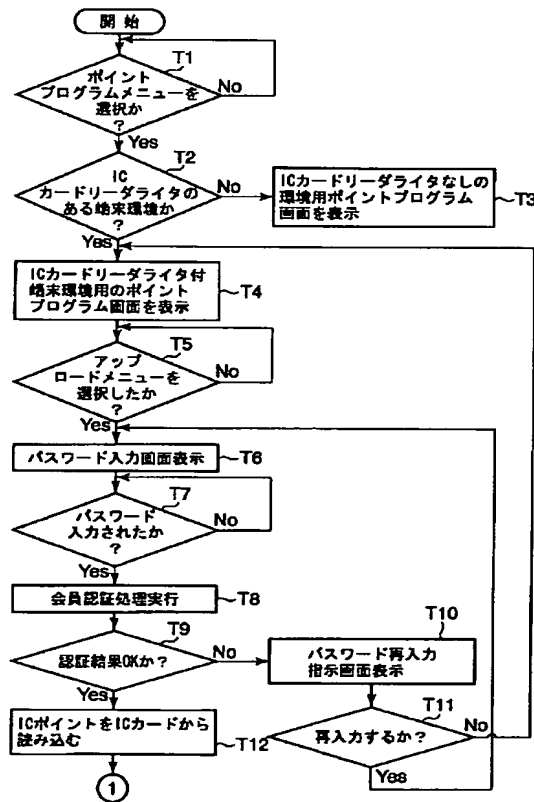 開始
T1
ポイント
プログラムメニューを
選択か
?
No
Yes
T2
IC
カードリーダライタの
ある端末環境か
?
No
Yes
ICカードリーダライタなしの
環境用ポイントプログラム
画面を表示
T3
ICカードリーダライタ付
端末環境用のポイント
プログラム画面を表示
T4
T5
アップ
ロードメニューを
選択したか
?
No
Yes
パスワード入力画面表示
T6
T7
パスワード
入力されたか
?
No
Yes
会員認証処理実行
T8
T9
認証結果OKか?
No
Yes
T10
パスワード再入力
指示画面表示
T11
再入力するか?
No
Yes
ICポイントをICカードから
読み込む
T12
1